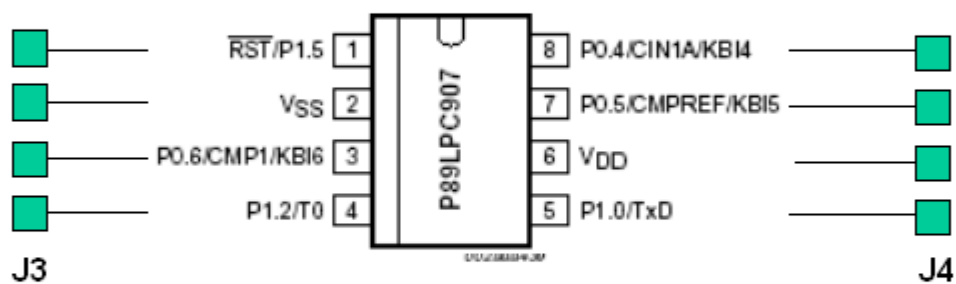 RST/P1.5 1
8 P0.4/CIN1A/KBI4
VSS 2
7 P0.5/CMPREF/KBI5
P0.6/CMP1/KBI6 3
6 VDD
P1.2/T0 4
5 P1.0/TxD
P89LPC907
J3
J4